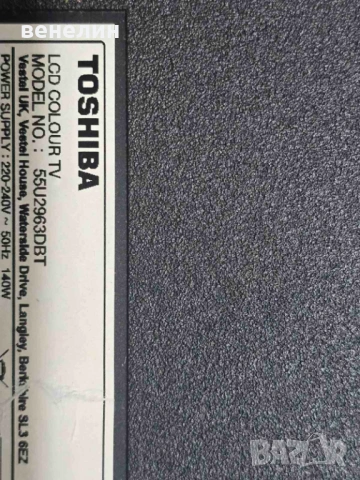 венелин
TOSHIBA
LCD COLOUR TV
MODEL NO.: 55U2963DBT
Vestel UK, Vestel House, Waterside Drive, Langley, Berkshire SL3 6EZ
POWER SUPPLY : 220-240V~ 50Hz 140W
BAZAR